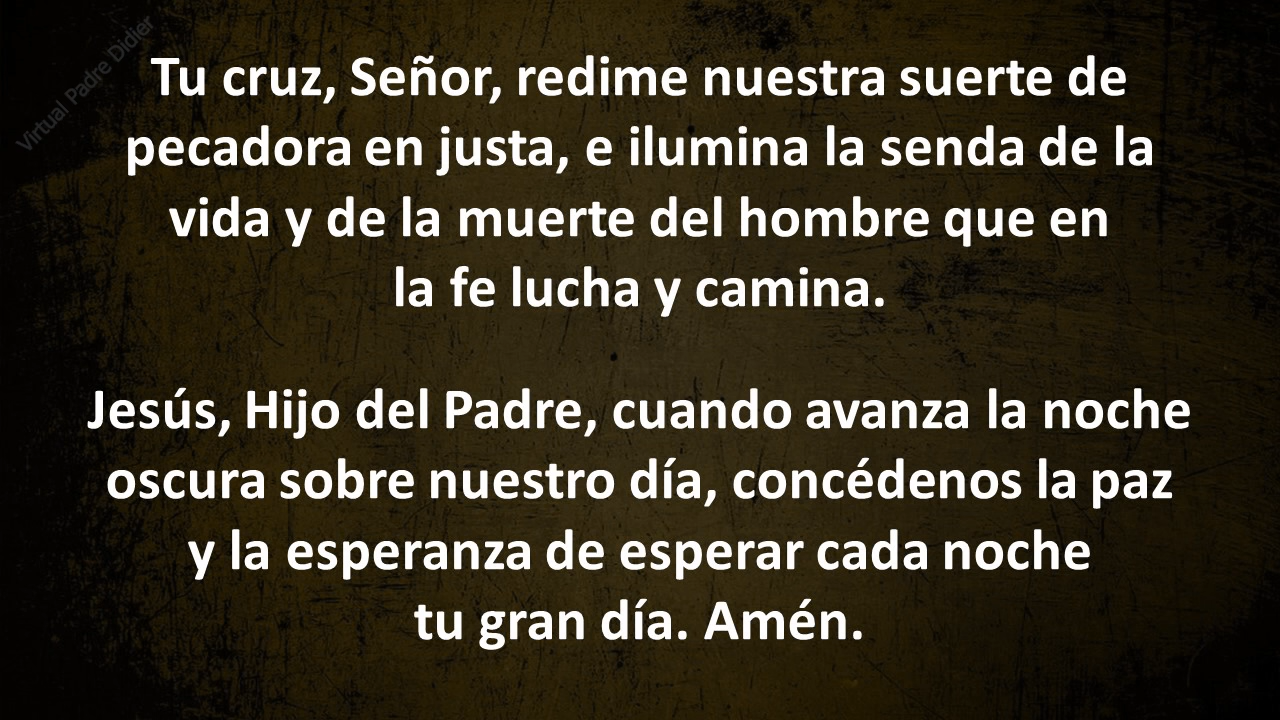 Virtual Padre Didier
Tu cruz, Señor, redime nuestra suerte de
pecadora en justa, e ilumina la senda de la
vida y de la muerte del hombre que en
la fe lucha y camina.
Jesús, Hijo del Padre, cuando avanza la noche
oscura sobre nuestro día, concédenos la paz
y la esperanza de esperar cada noche
tu gran día. Amén.